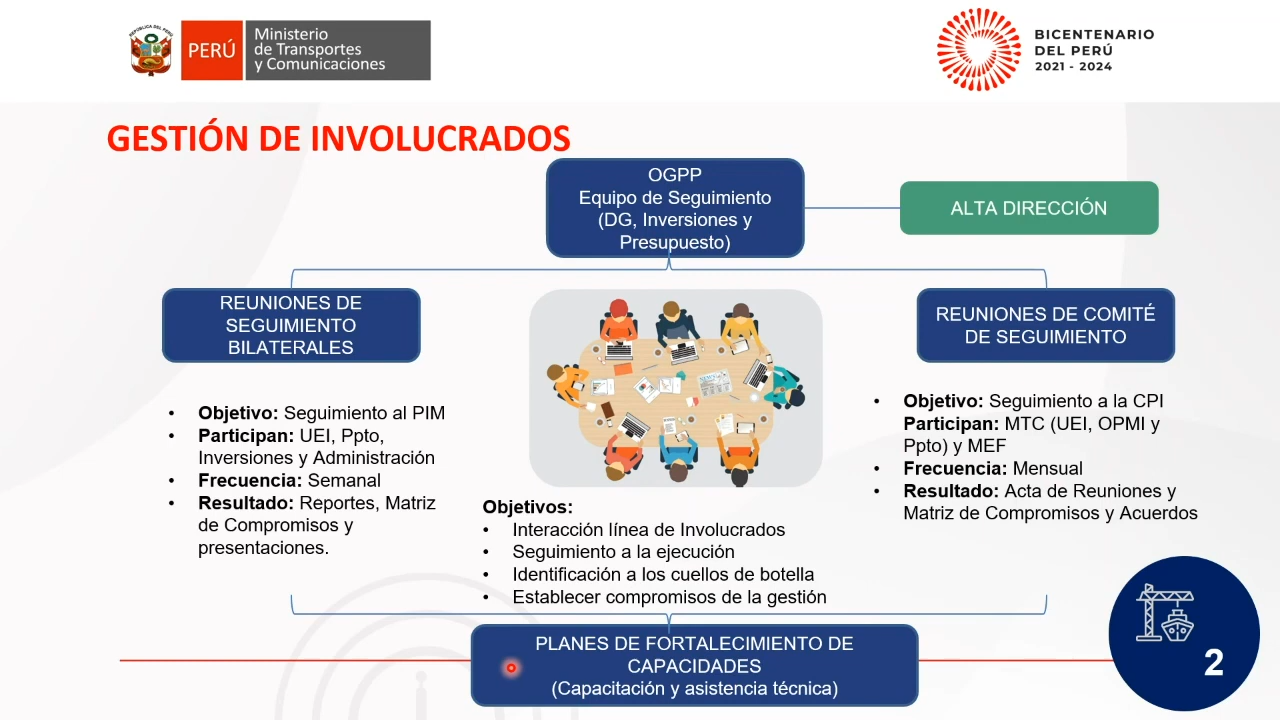 REPÚBLICA DEL PERÚ
PERÚ
Ministerio
de Transportes
y Comunicaciones
BICENTENARIO
DEL PERÚ
2021 - 2024
GESTIÓN DE INVOLUCRADOS
OGPP
Equipo de Seguimiento
(DG, Inversiones y
Presupuesto)
ALTA DIRECCIÓN
REUNIONES DE
SEGUIMIENTO
BILATERALES
REUNIONES DE COMITÉ
DE SEGUIMIENTO
• Objetivo: Seguimiento al PIM
• Participan: UEI, Ppto,
Inversiones y Administración
• Frecuencia: Semanal
• Resultado: Reportes, Matriz
de Compromisos y
presentaciones.
Objetivos:
• Interacción línea de Involucrados
• Seguimiento a la ejecución
• Identificación a los cuellos de botella
• Establecer compromisos de la gestión
• Objetivo: Seguimiento a la CPI
Participan: MTC (UEI, OPMI y
Ppto) y MEF
• Frecuencia: Mensual
• Resultado: Acta de Reuniones y
Matriz de Compromisos y Acuerdos
PLANES DE FORTALECIMIENTO DE
CAPACIDADES
(Capacitación y asistencia técnica)
2